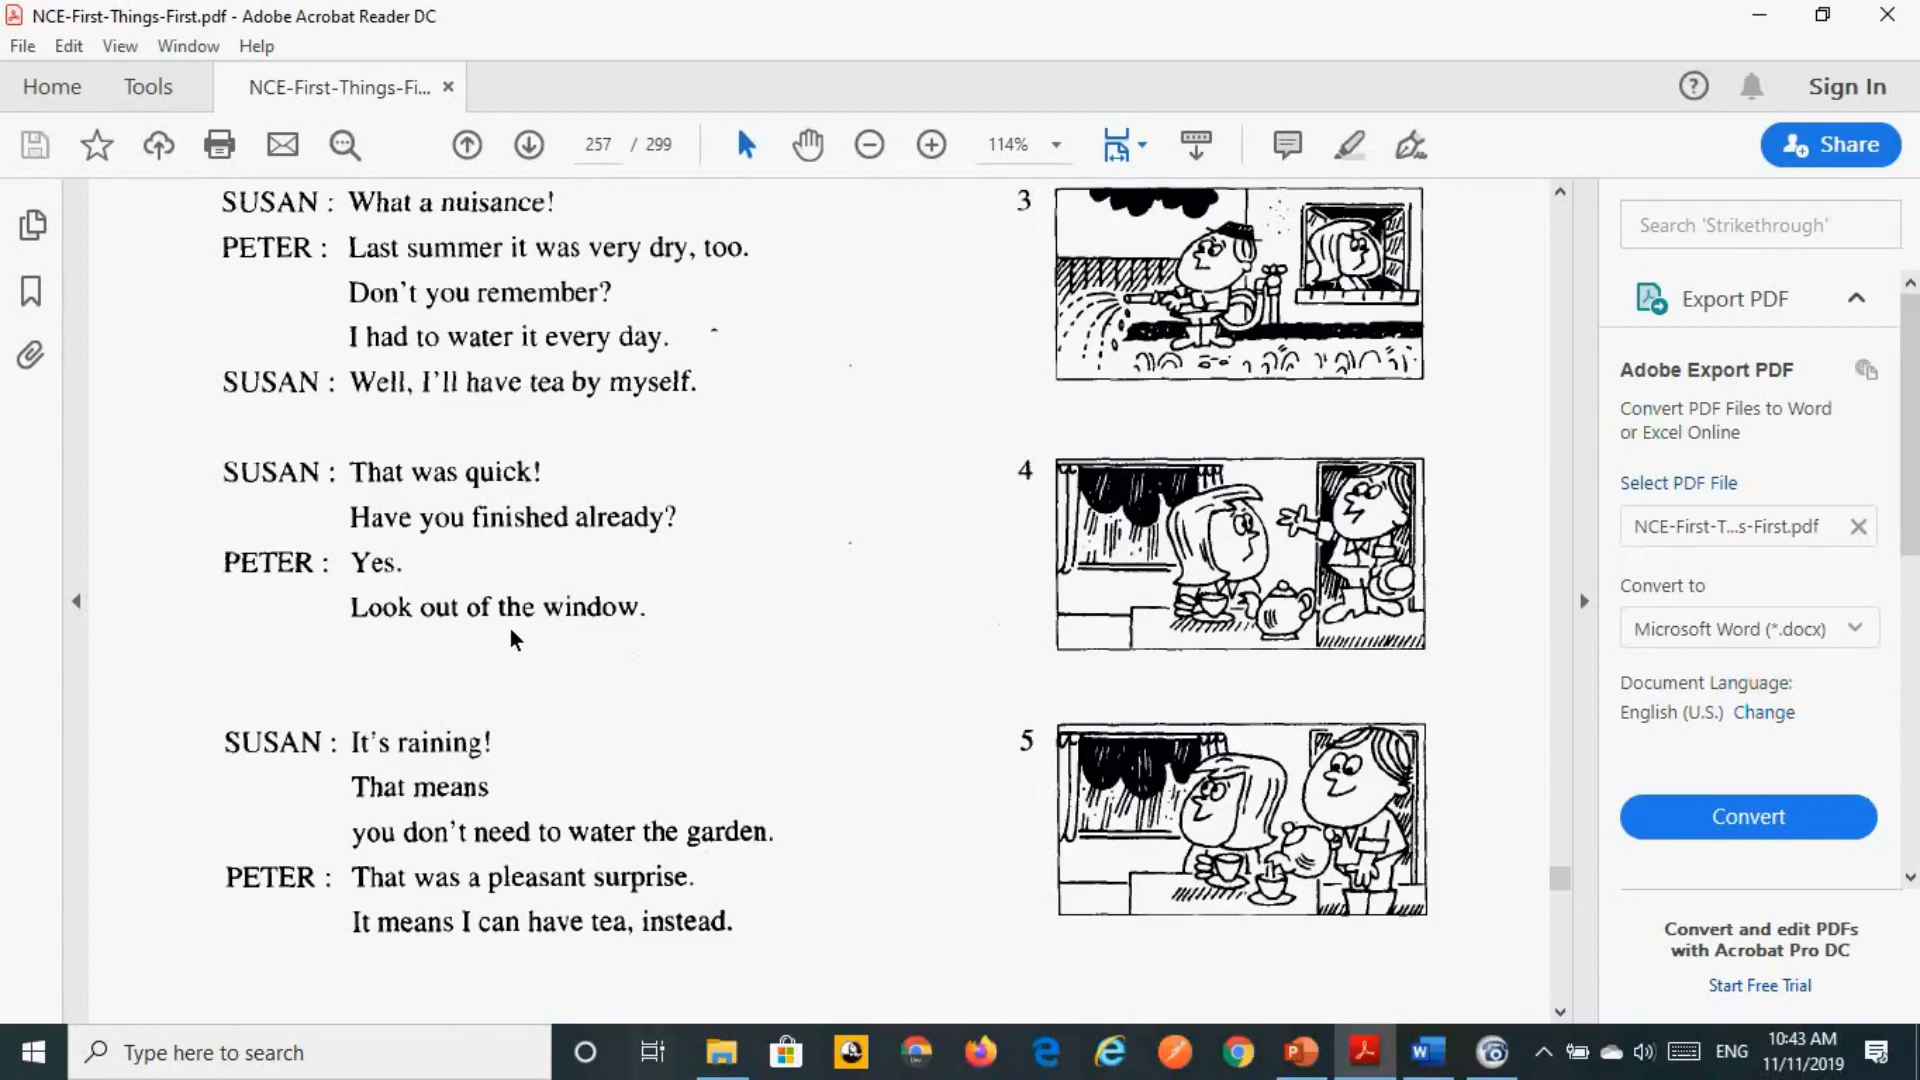 NCE-First-Things-First.pdf - Adobe Acrobat Reader DC
File Edit View Window Help
Home Tools NCE-First-Things-Fi... ×
Sign In
257 / 299
114%
Share
SUSAN : What a nuisance!
PETER : Last summer it was very dry, too.
Don't you remember?
I had to water it every day.
SUSAN : Well, I'll have tea by myself.
3
SUSAN : That was quick!
Have you finished already?
PETER : Yes.
Look out of the window.
4
SUSAN : It's raining!
That means
you don't need to water the garden.
PETER : That was a pleasant surprise.
It means I can have tea, instead.
5
Search 'Strikethrough'
Export PDF
Adobe Export PDF
Convert PDF Files to Word
or Excel Online
Select PDF File
NCE-First-T...s-First.pdf
Convert to
Microsoft Word (*.docx)
Document Language:
English (U.S.) Change
Convert
Convert and edit PDFs
with Acrobat Pro DC
Start Free Trial
Type here to search
ENG
10:43 AM
11/11/2019